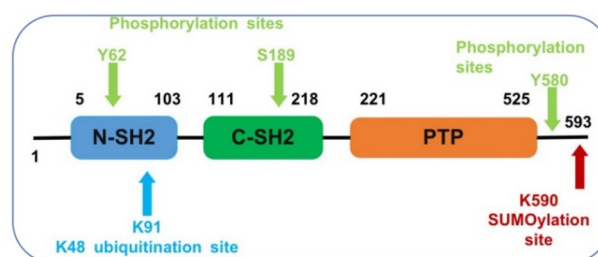 Phosphorylation sites
Y62 S189
Phosphorylation
sites
Y580
5 103 111 218 221 525 593
N-SH2 C-SH2 PTP
1
K91
K48 ubiquitination site
K590
SUMOylation
site